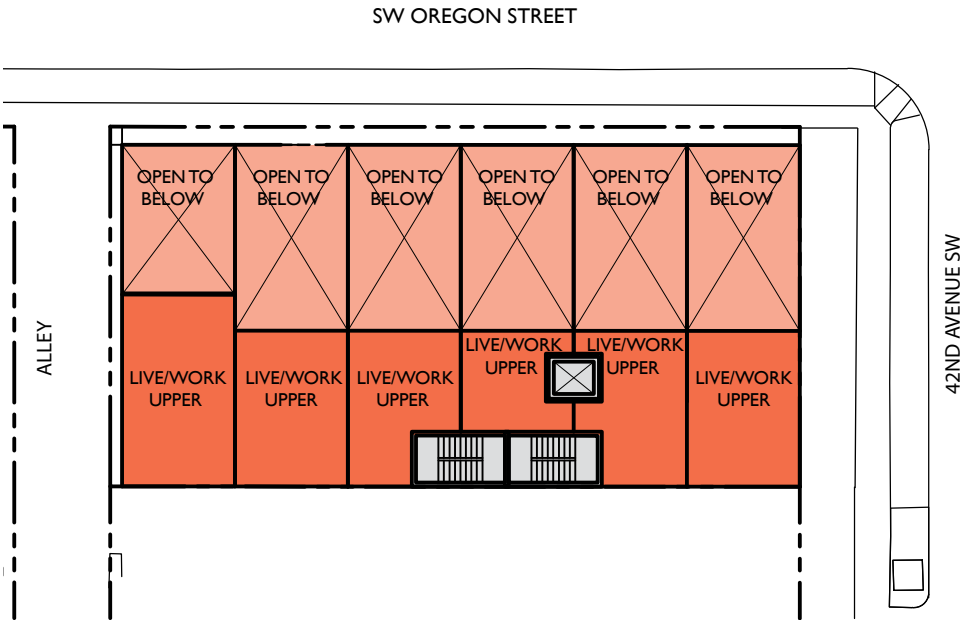 SW OREGON STREET
OPEN TO
BELOW
OPEN TO
BELOW
OPEN TO
BELOW
OPEN TO
BELOW
OPEN TO
BELOW
OPEN TO
BELOW
ALLEY
LIVE/WORK
UPPER
LIVE/WORK
UPPER
LIVE/WORK
UPPER
LIVE/WORK
UPPER
LIVE/WORK
UPPER
LIVE/WORK
UPPER
42ND AVENUE SW